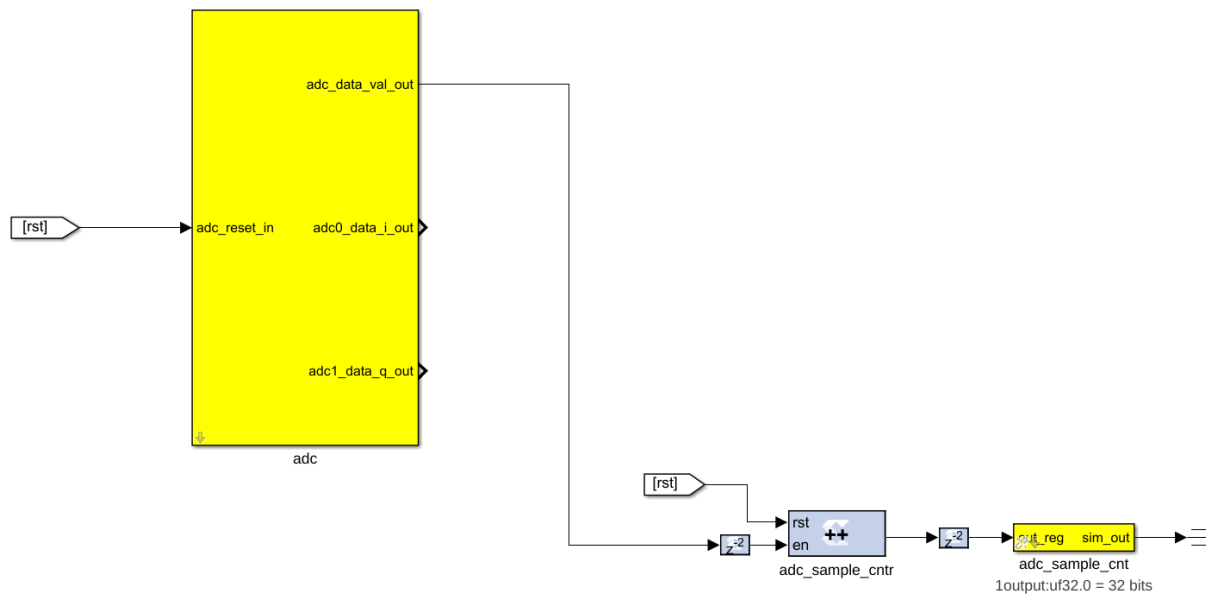 adc_data_val_out
[rst]
adc_reset_in
adc0_data_i_out
adc1_data_q_out
adc
[rst]
rst
++
z-2
en
z-2
out_reg
sim_out
adc_sample_cntr
adc_sample_cnt
1output:uf32.0 = 32 bits